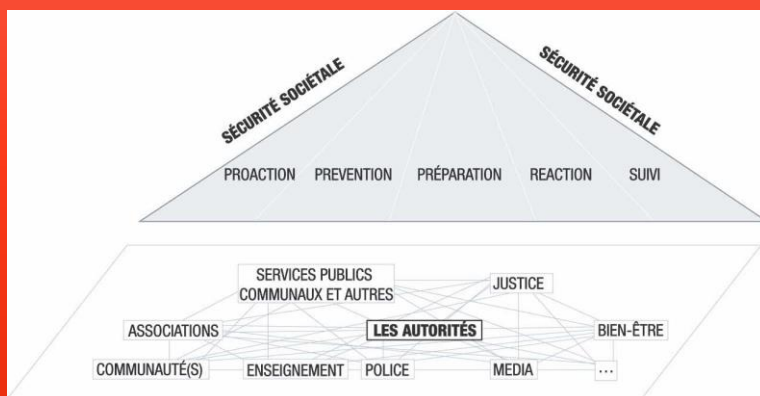 SÉCURITÉ SOCIÉTALE
SÉCURITÉ SOCIÉTALE
PROACTION PREVENTION PRÉPARATION REACTION SUIVI
SERVICES PUBLICS
COMMUNAUX ET AUTRES
JUSTICE
ASSOCIATIONS LES AUTORITÉS BIEN-ÊTRE
COMMUNAUTÉ(S) ENSEIGNEMENT POLICE MEDIA ...